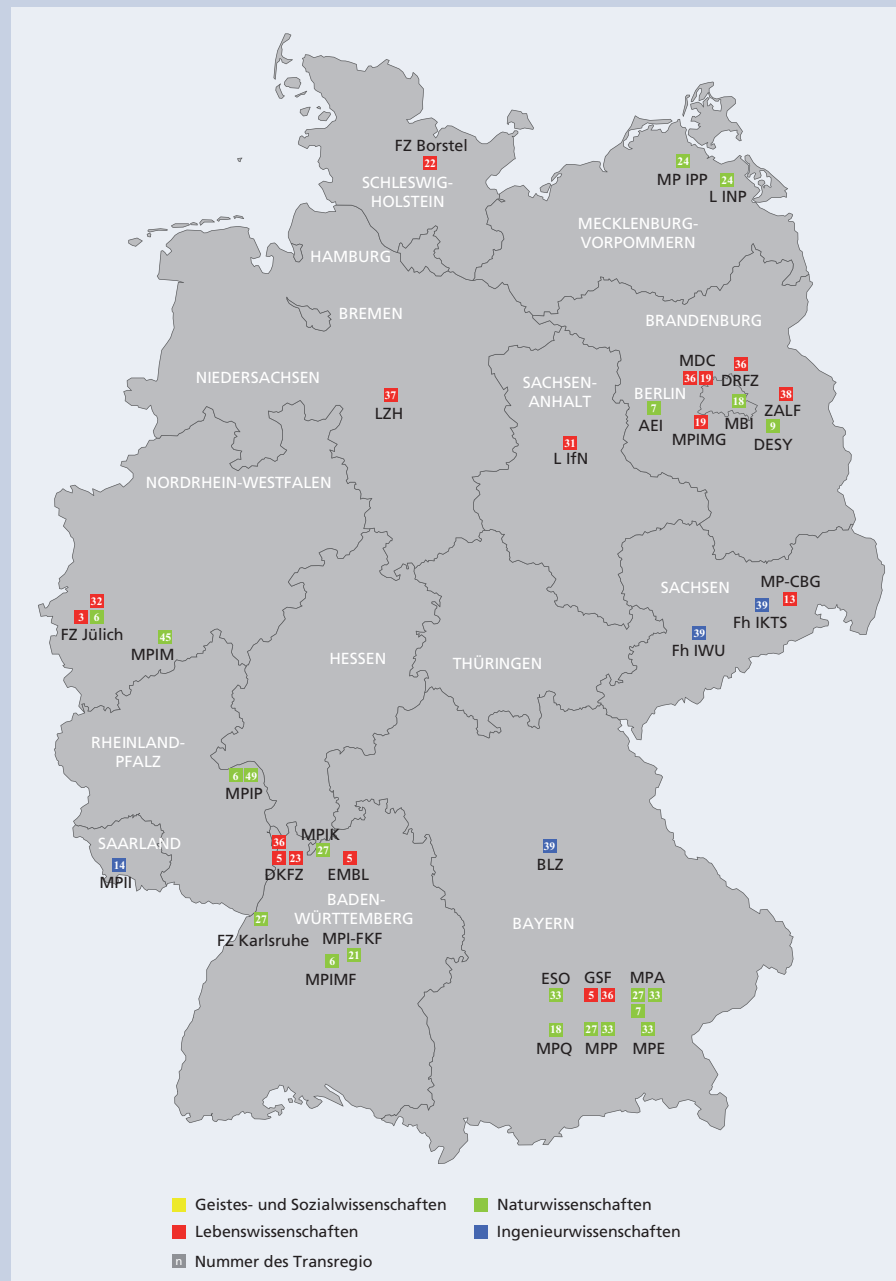 FZ Borstel
22
SCHLESWIG-
HOLSTEIN
24
MP IPP
24
L INP
MECKLENBURG-
VORPOMMERN
HAMBURG
BREMEN
BRANDENBURG
NIEDERSACHSEN
37
LZH
SACHSEN-
ANHALT
31
L IfN
MDC
36 19
36
DRFZ
BERLIN
7
AEI
18
MBI
38
ZALF
19
MPIMG
9
DESY
NORDRHEIN-WESTFALEN
32
3 6
FZ Jülich
45
MPIM
SACHSEN
MP-CBG
13
39
Fh IKTS
39
Fh IWU
HESSEN
THÜRINGEN
RHEINLAND-
PFALZ
6 49
MPIP
SAARLAND
14
MPII
36
5 23
DKFZ
MPIK
27
5
EMBL
BADEN-
WÜRTTEMBERG
27
FZ Karlsruhe
MPI-FKF
21
6
MPIMF
39
BLZ
BAYERN
ESO
33
GSF
5 36
MPA
27 33
7
18
MPQ
27 33
MPP
33
MPE
Geistes- und Sozialwissenschaften
Naturwissenschaften
Lebenswissenschaften
Ingenieurwissenschaften
n Nummer des Transregio